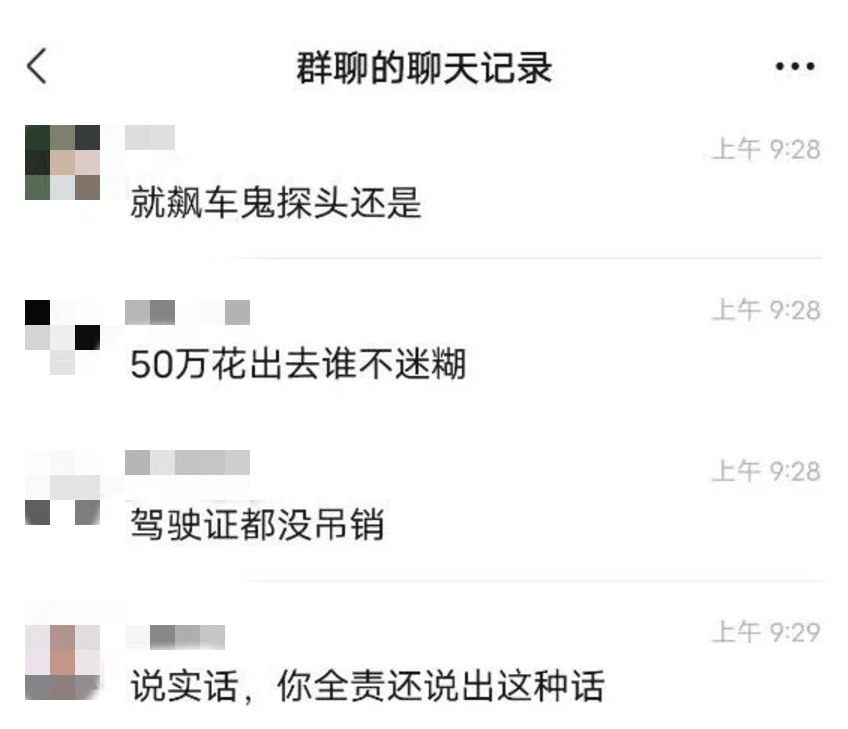 群聊的聊天记录
上午 9:28
就飙车鬼探头还是
上午 9:28
50万花出去谁不迷糊
上午 9:28
驾驶证都没吊销
上午 9:29
说实话，你全责还说出这种话